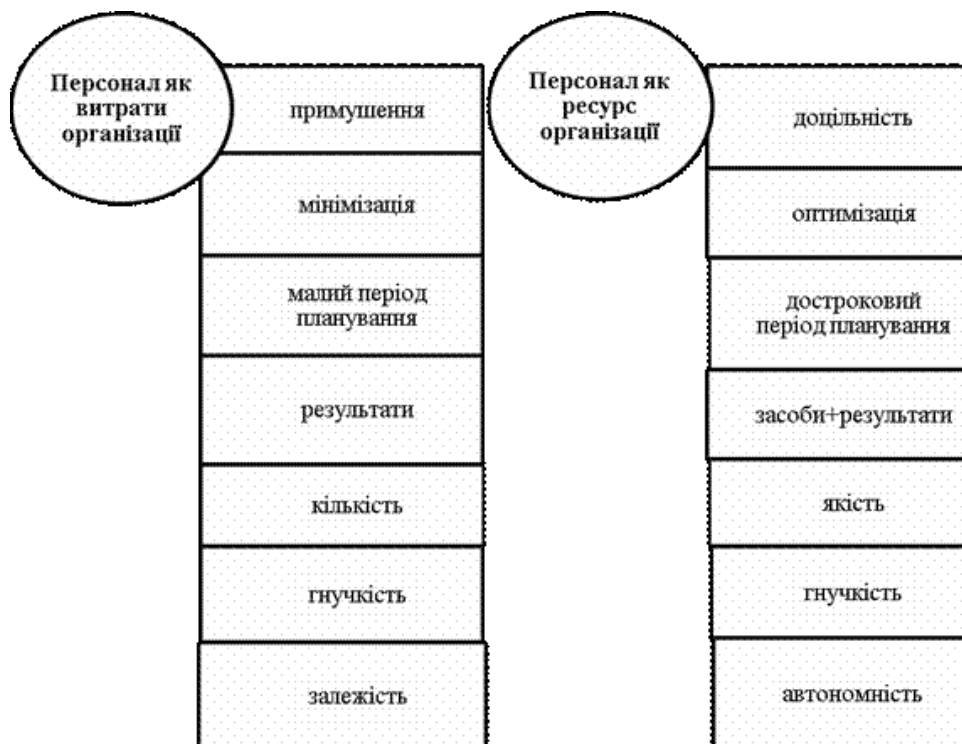 Персонал як
витрати
організації
примушення
мінімізація
малий період
планування
результати
кількість
гнучкість
залежість
Персонал як
ресурс
організації
доцільність
оптимізація
достроковий
період планування
засоби+результати
якість
гнучкість
автономність